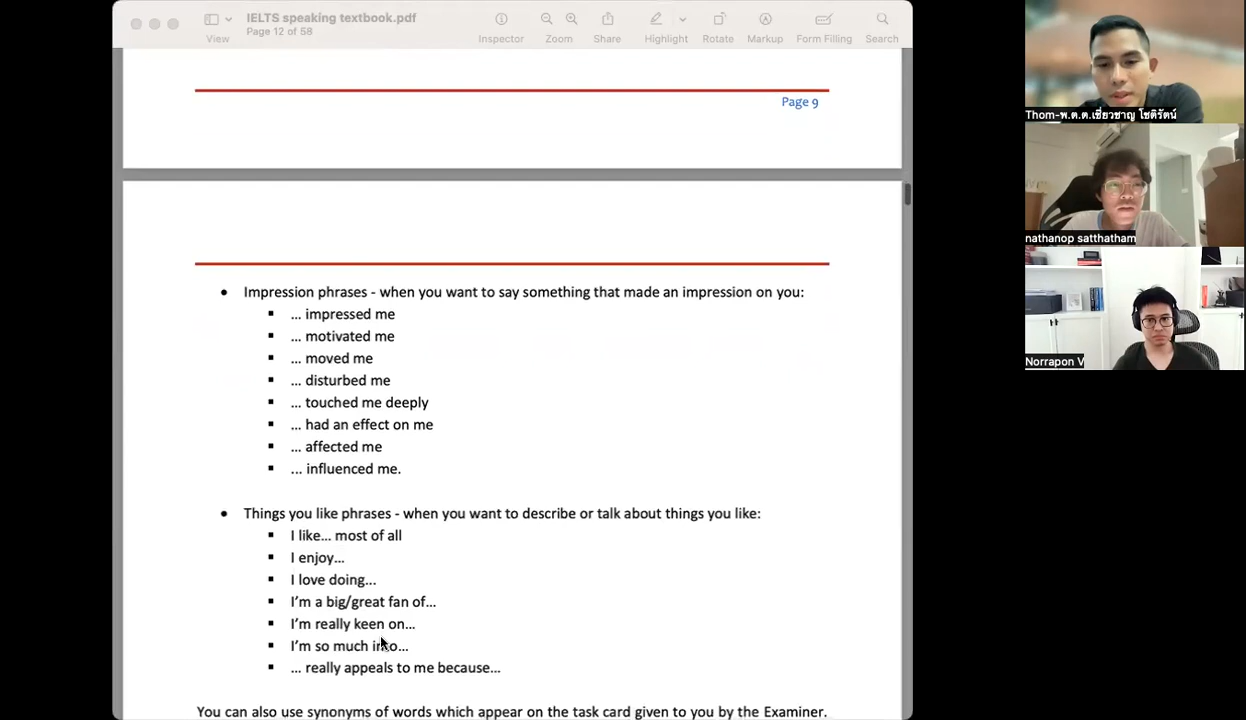 IELTS speaking textbook.pdf
Page 12 of 58
View
Inspector
Zoom
Share
Highlight
Rotate
Markup
Form Filling
Search
Page 9
• Impression phrases - when you want to say something that made an impression on you:
▪ ... impressed me
▪ ... motivated me
▪ ... moved me
▪ ... disturbed me
▪ ... touched me deeply
▪ ... had an effect on me
▪ ... affected me
▪ ... influenced me.
• Things you like phrases - when you want to describe or talk about things you like:
▪ I like... most of all
▪ I enjoy...
▪ I love doing...
▪ I'm a big/great fan of...
▪ I'm really keen on...
▪ I'm so much into...
▪ ... really appeals to me because...
You can also use synonyms of words which appear on the task card given to you by the Examiner.
Thom-พ.ต.ต.เชี่ยวชาญ โชติรัตน์
nathanop satthatham
Norrapon V